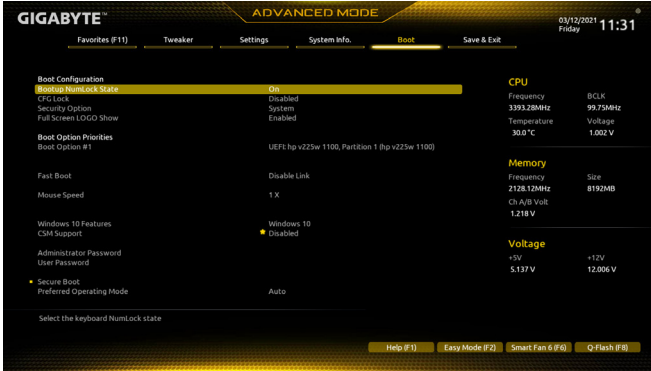 GIGABYTE™
ADVANCED MODE
03/12/2021
Friday
11:31
Favorites (F11)
Tweaker
Settings
System Info.
Boot
Save & Exit
Boot Configuration
Bootup NumLock State On
CFG Lock Disabled
Security Option System
Full Screen LOGO Show Enabled
Boot Option Priorities
Boot Option #1 UEFI: hp v225w 1100, Partition 1 (hp v225w 1100)
Fast Boot Disable Link
Mouse Speed 1 X
Windows 10 Features Windows 10
CSM Support Disabled
Administrator Password
User Password
Secure Boot
Preferred Operating Mode Auto
Select the keyboard NumLock state
CPU
Frequency BCLK
3393.28MHz 99.75MHz
Temperature Voltage
30.0 °C 1.002 V
Memory
Frequency Size
2128.12MHz 8192MB
Ch A/B Volt
1.218 V
Voltage
+5V +12V
5.137 V 12.006 V
Help (F1)
Easy Mode (F2)
Smart Fan 6 (F6)
Q-Flash (F8)